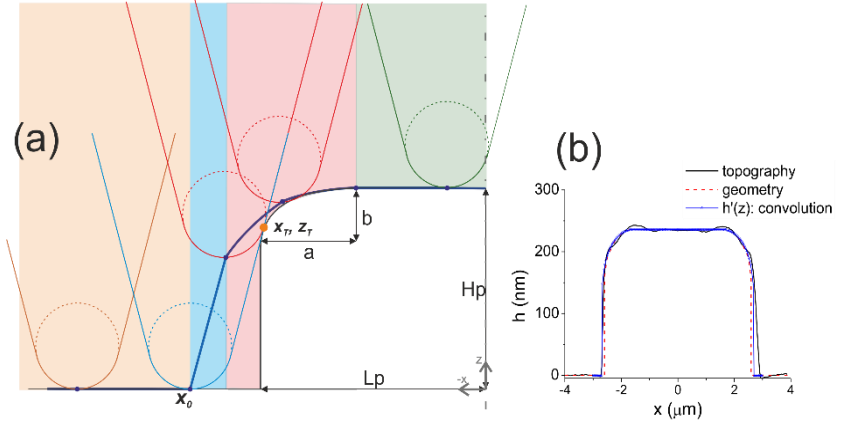 (a)
x_T, z_T
b
a
Hp
Lp
z
-x
x_0
(b)
topography
geometry
h'(z): convolution
300
200
100
0
h (nm)
-4
-2
0
2
4
x (μm)